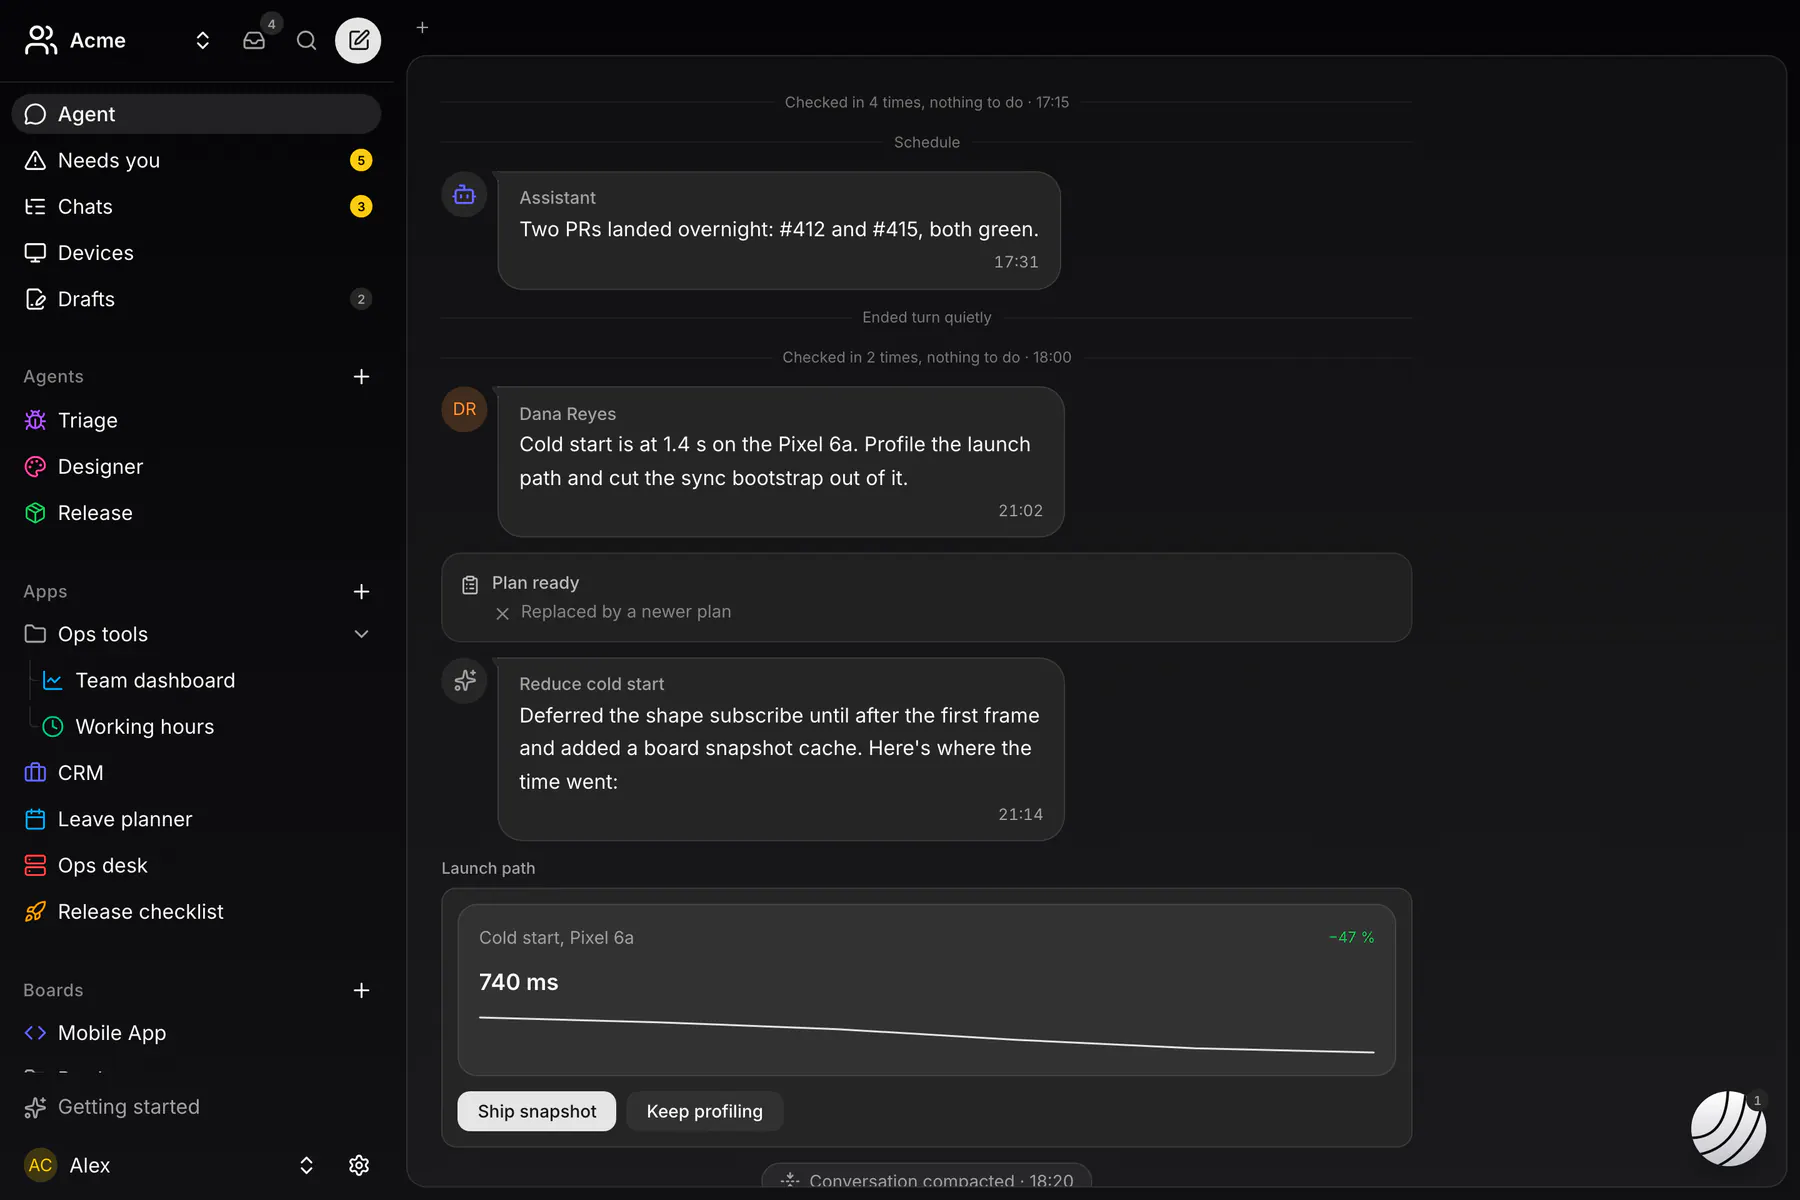 Acme
4
Agent
Needs you
5
Chats
3
Devices
Drafts
2
Agents
Triage
Designer
Release
Apps
Ops tools
Team dashboard
Working hours
CRM
Leave planner
Ops desk
Release checklist
Boards
Mobile App
Getting started
AC
Alex
Checked in 4 times, nothing to do · 17:15
Schedule
Assistant
Two PRs landed overnight: #412 and #415, both green.
17:31
Ended turn quietly
Checked in 2 times, nothing to do · 18:00
DR
Dana Reyes
Cold start is at 1.4 s on the Pixel 6a. Profile the launch
path and cut the sync bootstrap out of it.
21:02
Plan ready
Replaced by a newer plan
Reduce cold start
Deferred the shape subscribe until after the first frame
and added a board snapshot cache. Here's where the
time went:
21:14
Launch path
Cold start, Pixel 6a
−47 %
740 ms
Ship snapshot
Keep profiling
Conversation compacted · 18:20
1